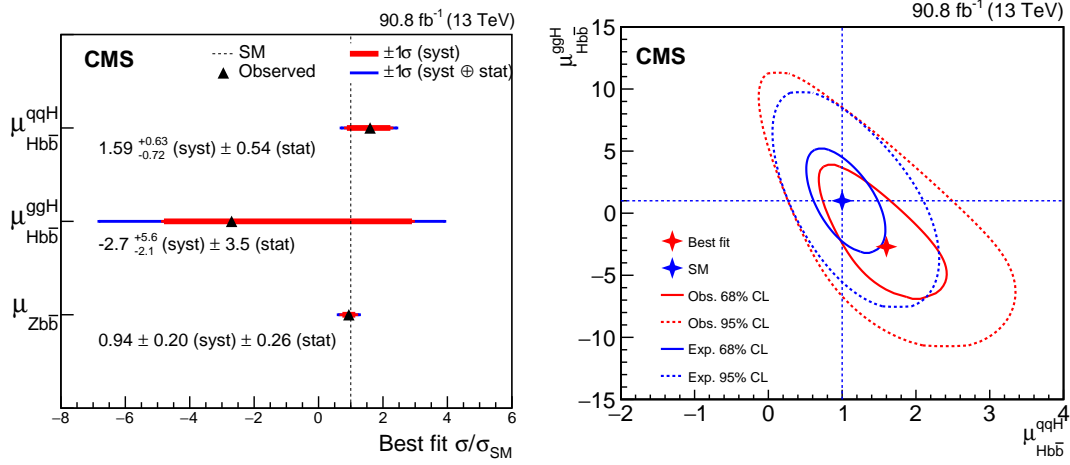 90.8 fb⁻¹ (13 TeV)
CMS
SM
Observed
±1σ (syst)
±1σ (syst ⊕ stat)
μ^qqH_Hbb̄
1.59 +0.63 -0.72 (syst) ± 0.54 (stat)
μ^ggH_Hbb̄
-2.7 +5.6 -2.1 (syst) ± 3.5 (stat)
μ_Zbb̄
0.94 ± 0.20 (syst) ± 0.26 (stat)
−8 −6 −4 −2 0 2 4 6
Best fit σ/σ_SM
90.8 fb⁻¹ (13 TeV)
μ^ggH_Hbb̄
CMS
15
10
5
0
−5
−10
−15
Best fit
SM
Obs. 68% CL
Obs. 95% CL
Exp. 68% CL
Exp. 95% CL
−2 −1 0 1 2 3 4
μ^qqH_Hbb̄